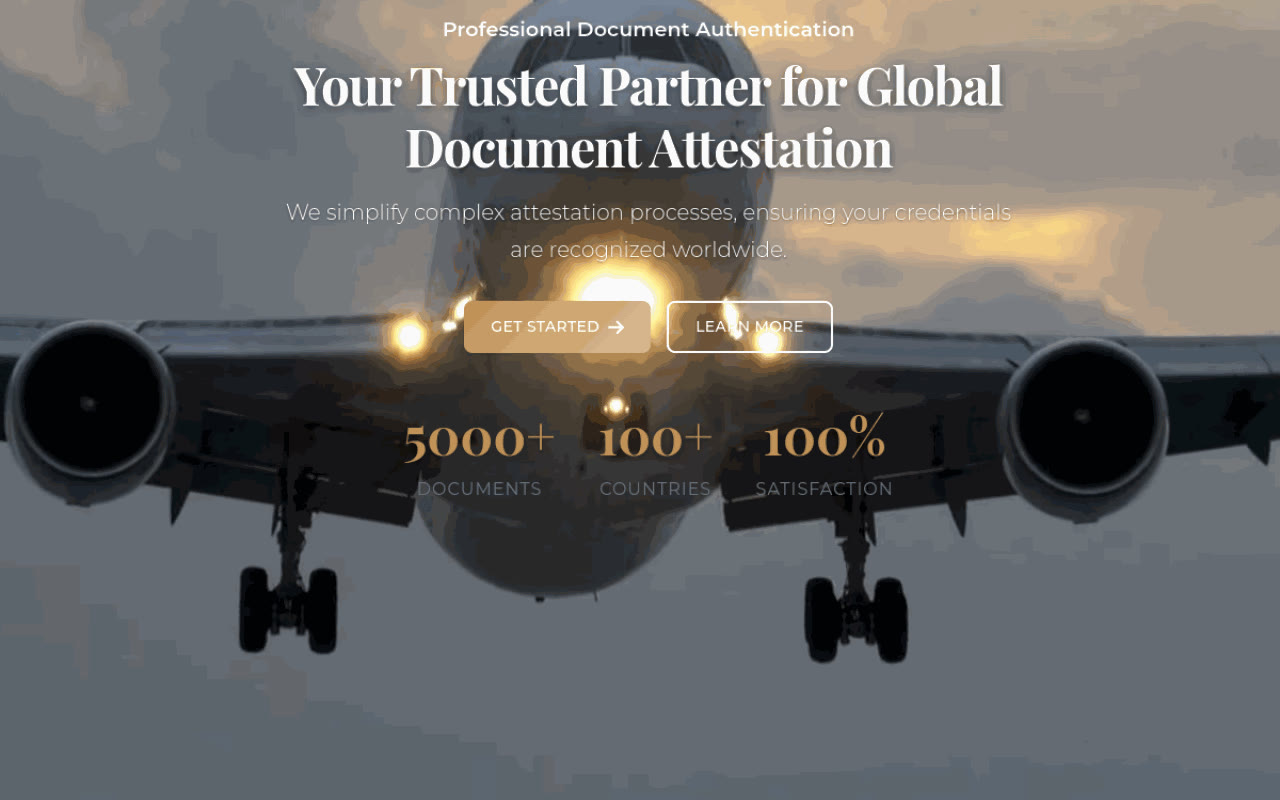 Professional Document Authentication
Your Trusted Partner for Global
Document Attestation
We simplify complex attestation processes, ensuring your credentials
are recognized worldwide.
GET STARTED →
LEARN MORE
5000+ 100+ 100%
DOCUMENTS COUNTRIES SATISFACTION